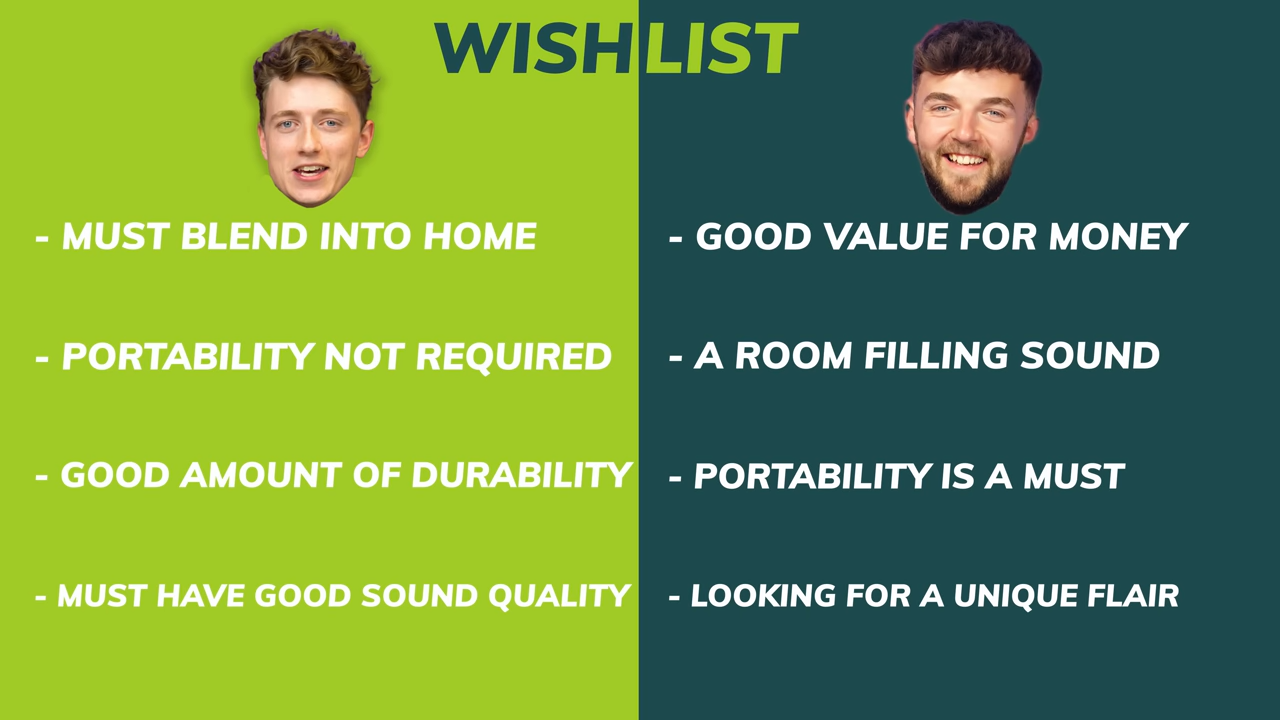 WISHLIST
- MUST BLEND INTO HOME
- PORTABILITY NOT REQUIRED
- GOOD AMOUNT OF DURABILITY
- MUST HAVE GOOD SOUND QUALITY
- GOOD VALUE FOR MONEY
- A ROOM FILLING SOUND
- PORTABILITY IS A MUST
- LOOKING FOR A UNIQUE FLAIR